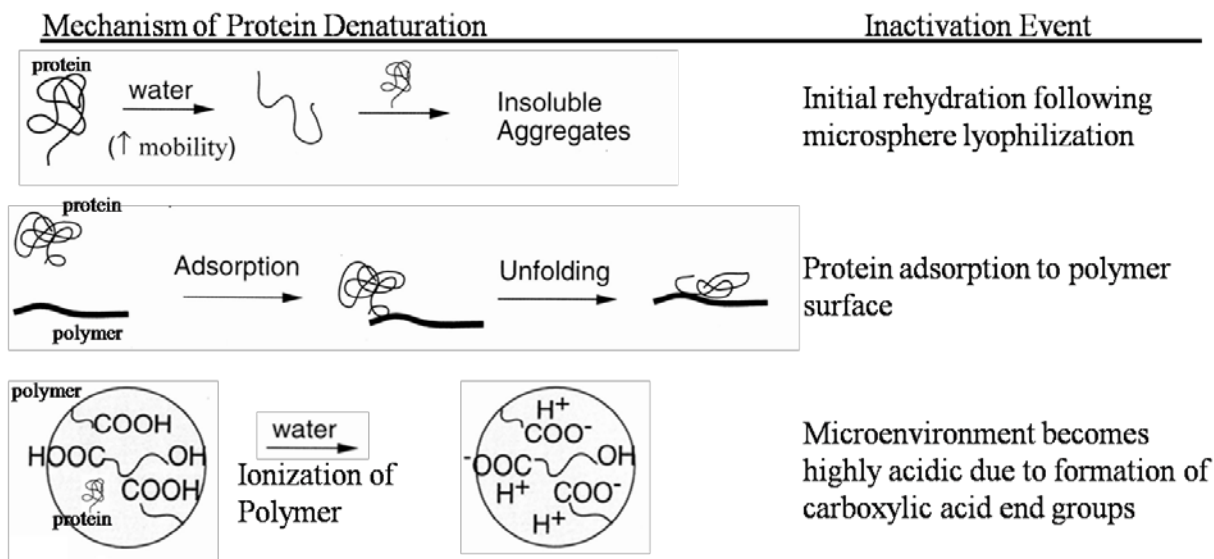 Mechanism of Protein Denaturation
Inactivation Event
protein
water
(↑ mobility)
Insoluble
Aggregates
Initial rehydration following
microsphere lyophilization
protein
Adsorption
Unfolding
polymer
Protein adsorption to polymer
surface
polymer
COOH
HOOC
OH
COOH
protein
water
Ionization of
Polymer
H⁺
COO⁻
⁻OOC
OH
H⁺
COO⁻
H⁺
Microenvironment becomes
highly acidic due to formation of
carboxylic acid end groups